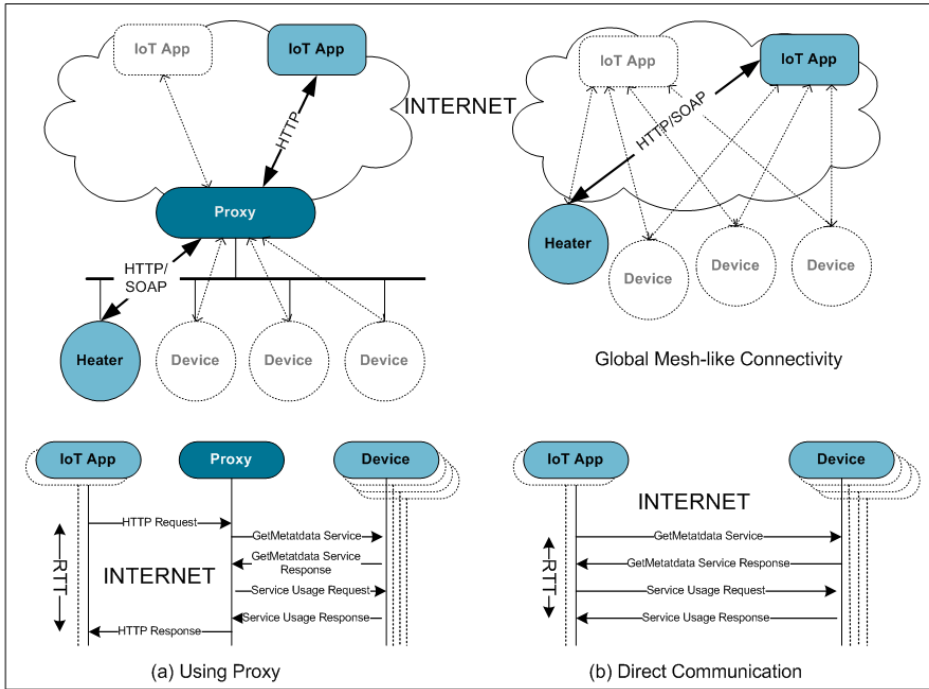 IoT App
IoT App
INTERNET
IoT App
IoT App
HTTP
HTTP/SOAP
Proxy
HTTP/
SOAP
Heater
Device
Device
Device
Heater
Device
Device
Device
Global Mesh-like Connectivity
IoT App
Proxy
Device
RTT
HTTP Request
GetMetatdata Service
GetMetatdata Service
Response
INTERNET
Service Usage Request
Service Usage Response
HTTP Response
(a) Using Proxy
IoT App
Device
INTERNET
RTT
GetMetatdata Service
GetMetatdata Service Response
Service Usage Request
Service Usage Response
(b) Direct Communication